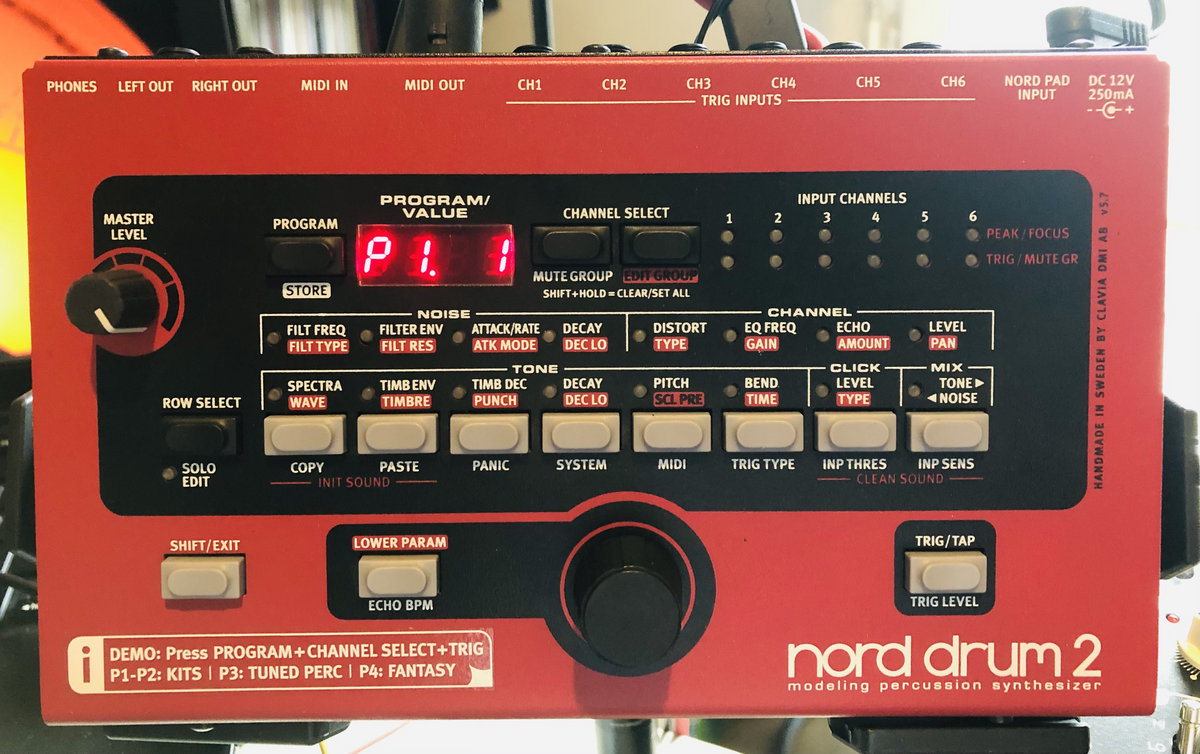 PHONES LEFT OUT RIGHT OUT MIDI IN MIDI OUT CH1 CH2 CH3 CH4 CH5 CH6 NORD PAD INPUT DC 12V 250mA
TRIG INPUTS
- +
MASTER LEVEL
PROGRAM
STORE
PROGRAM/
VALUE
P1. 1
CHANNEL SELECT
MUTE GROUP EDIT GROUP
SHIFT+HOLD = CLEAR/SET ALL
INPUT CHANNELS
1 2 3 4 5 6
PEAK/FOCUS
TRIG/MUTE GR
NOISE CHANNEL
FILT FREQ FILTER ENV ATTACK/RATE DECAY DISTORT EQ FREQ ECHO LEVEL
FILT TYPE FILT RES ATK MODE DEC LO TYPE GAIN AMOUNT PAN
TONE CLICK MIX
SPECTRA TIMB ENV TIMB DEC DECAY PITCH BEND LEVEL TONE ▶
WAVE TIMBRE PUNCH DEC LO SCL PRE TIME TYPE ◀ NOISE
ROW SELECT
SOLO
EDIT
COPY PASTE PANIC SYSTEM MIDI TRIG TYPE INP THRES INP SENS
INIT SOUND CLEAN SOUND
HANDMADE IN SWEDEN BY CLAVIA DMI AB v5.7
SHIFT/EXIT
LOWER PARAM
ECHO BPM
TRIG/TAP
TRIG LEVEL
i
DEMO: Press PROGRAM+CHANNEL SELECT+TRIG
P1-P2: KITS | P3: TUNED PERC | P4: FANTASY
nord drum 2
modeling percussion synthesizer